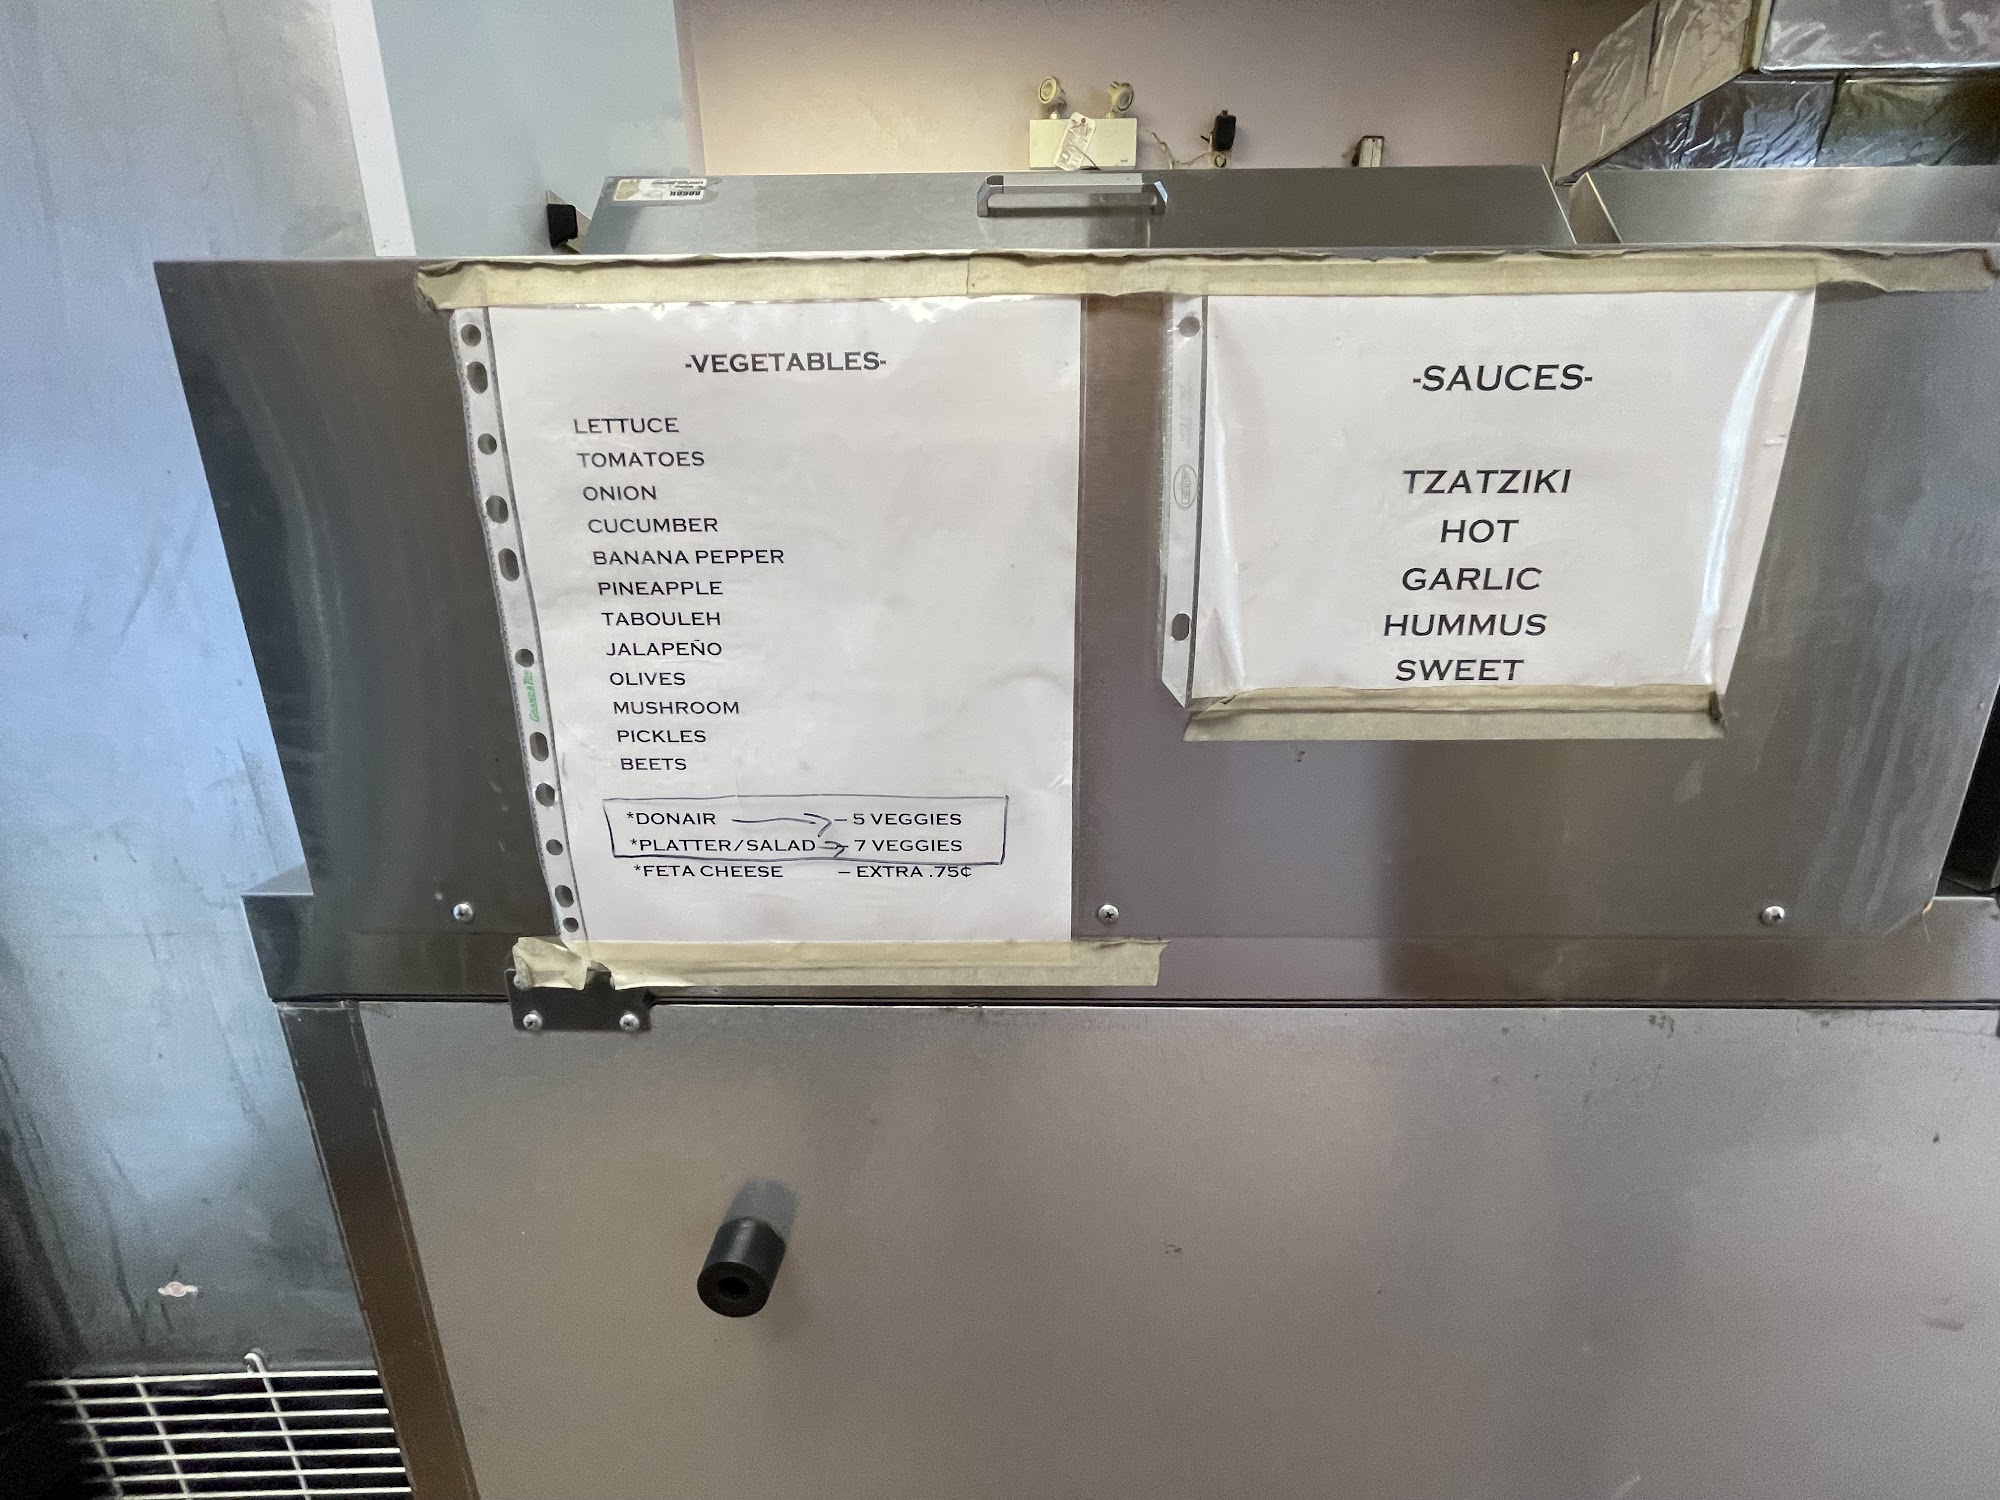 -VEGETABLES-
LETTUCE
TOMATOES
ONION
CUCUMBER
BANANA PEPPER
PINEAPPLE
TABOULEH
JALAPEÑO
OLIVES
MUSHROOM
PICKLES
BEETS
*DONAIR – 5 VEGGIES
*PLATTER/SALAD – 7 VEGGIES
*FETA CHEESE – EXTRA .75¢
-SAUCES-
TZATZIKI
HOT
GARLIC
HUMMUS
SWEET